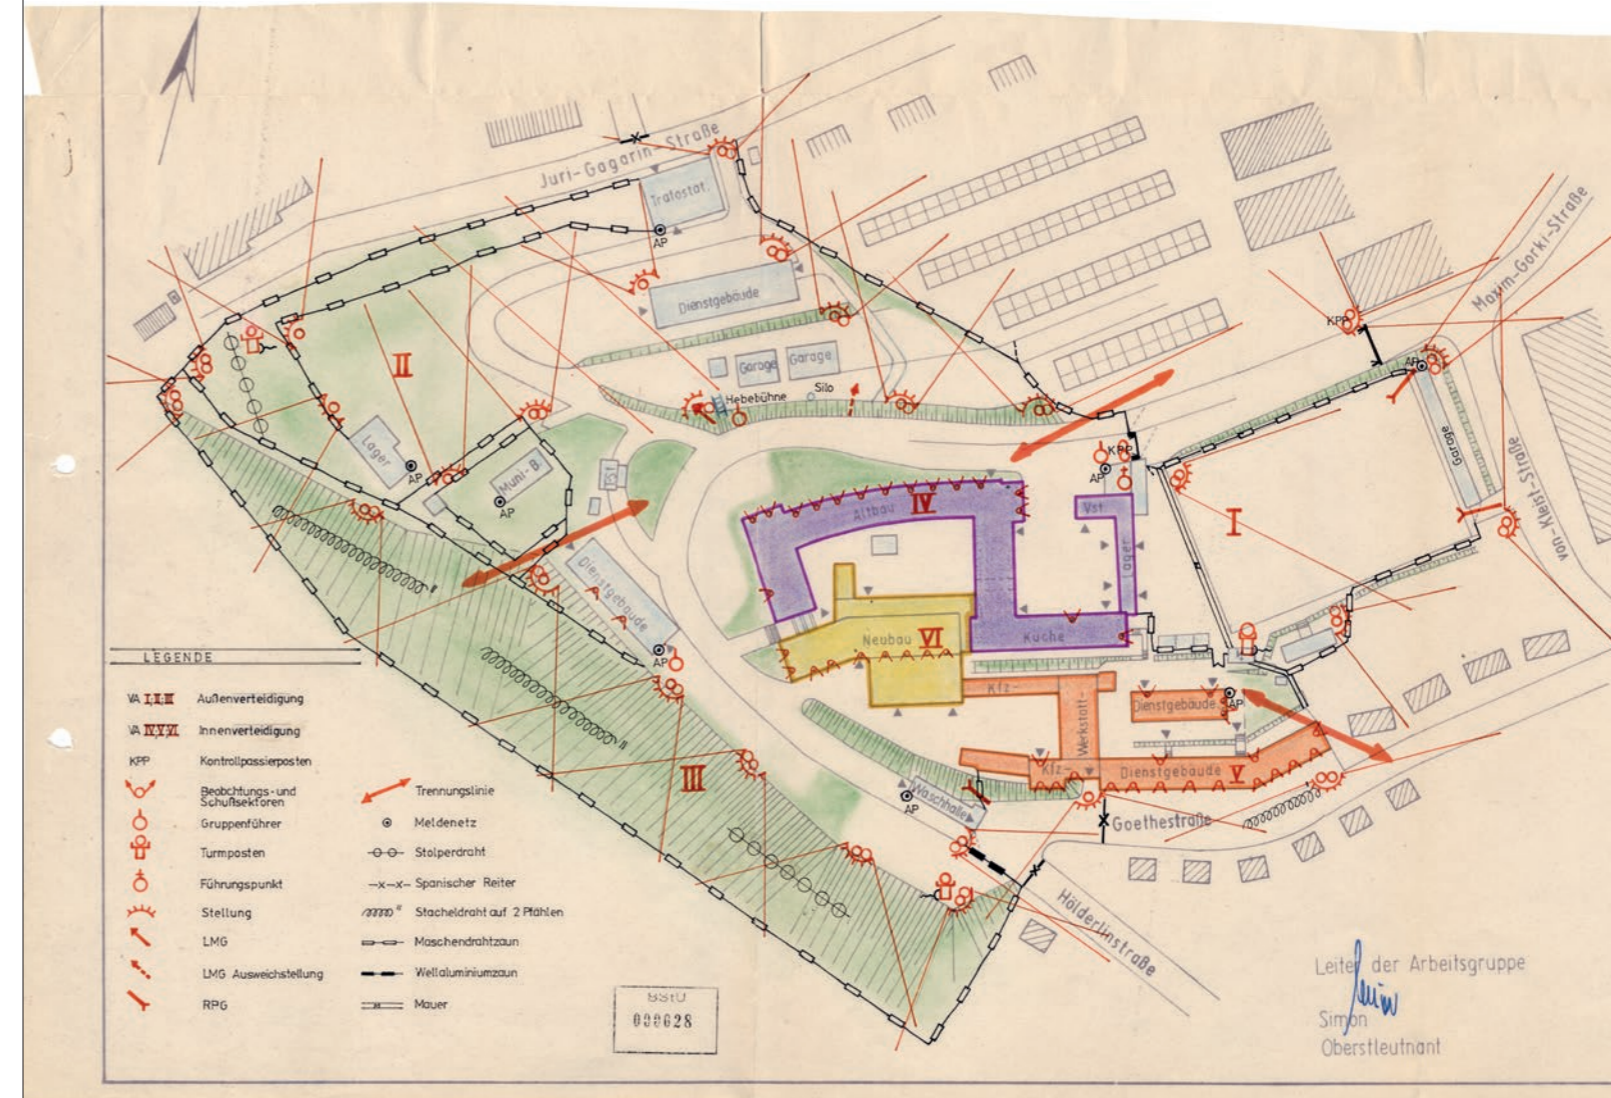 Juri-Gagarin-Straße
Trafostat.
AP
Dienstgebäude
Maxim-Gorki-Straße
KPP
AP
II
Garage
Garage
Silo
Hebebühne
Lager
AP
Muni-B.
AP
TST
KPP
AP
Garage
von-Kleist-Straße
I
Altbau
IV
Vst.
Lager
Dienstgebäude
AP
Neubau
VI
Küche
Kfz-
Werkstatt-
Dienstgebäude
AP
Kfz-
Dienstgebäude
V
III
Waschhalle
AP
Goethestraße
Hölderlinstraße
LEGENDE
VA I, II, III Außenverteidigung
VA IV, V, VI Innenverteidigung
KPP Kontrollpassierposten
Beobchtungs- und
Schußsektoren
Gruppenführer
Turmposten
Führungspunkt
Stellung
LMG
LMG Ausweichstellung
RPG
Trennungslinie
Meldenetz
Stolperdraht
Spanischer Reiter
Stacheldraht auf 2 Pfählen
Maschendrahtzaun
Wellaluminiumzaun
Mauer
BStU
000628
Leiter der Arbeitsgruppe
Simon
Oberstleutnant